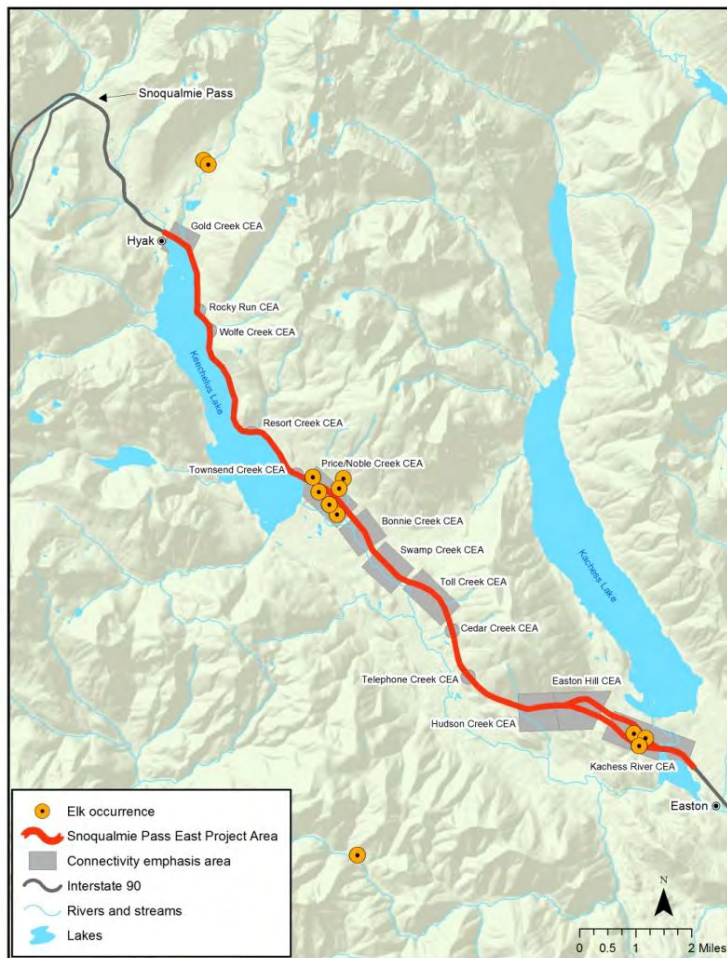 Snoqualmie Pass
Gold Creek CEA
Hyak
Rocky Run CEA
Wolfe Creek CEA
Keechelus Lake
Resort Creek CEA
Price/Noble Creek CEA
Townsend Creek CEA
Bonnie Creek CEA
Swamp Creek CEA
Kachess Lake
Toll Creek CEA
Cedar Creek CEA
Telephone Creek CEA
Easton Hill CEA
Hudson Creek CEA
Kachess River CEA
Easton
Elk occurrence
Snoqualmie Pass East Project Area
Connectivity emphasis area
Interstate 90
Rivers and streams
Lakes
N
0 0.5 1 2 Miles